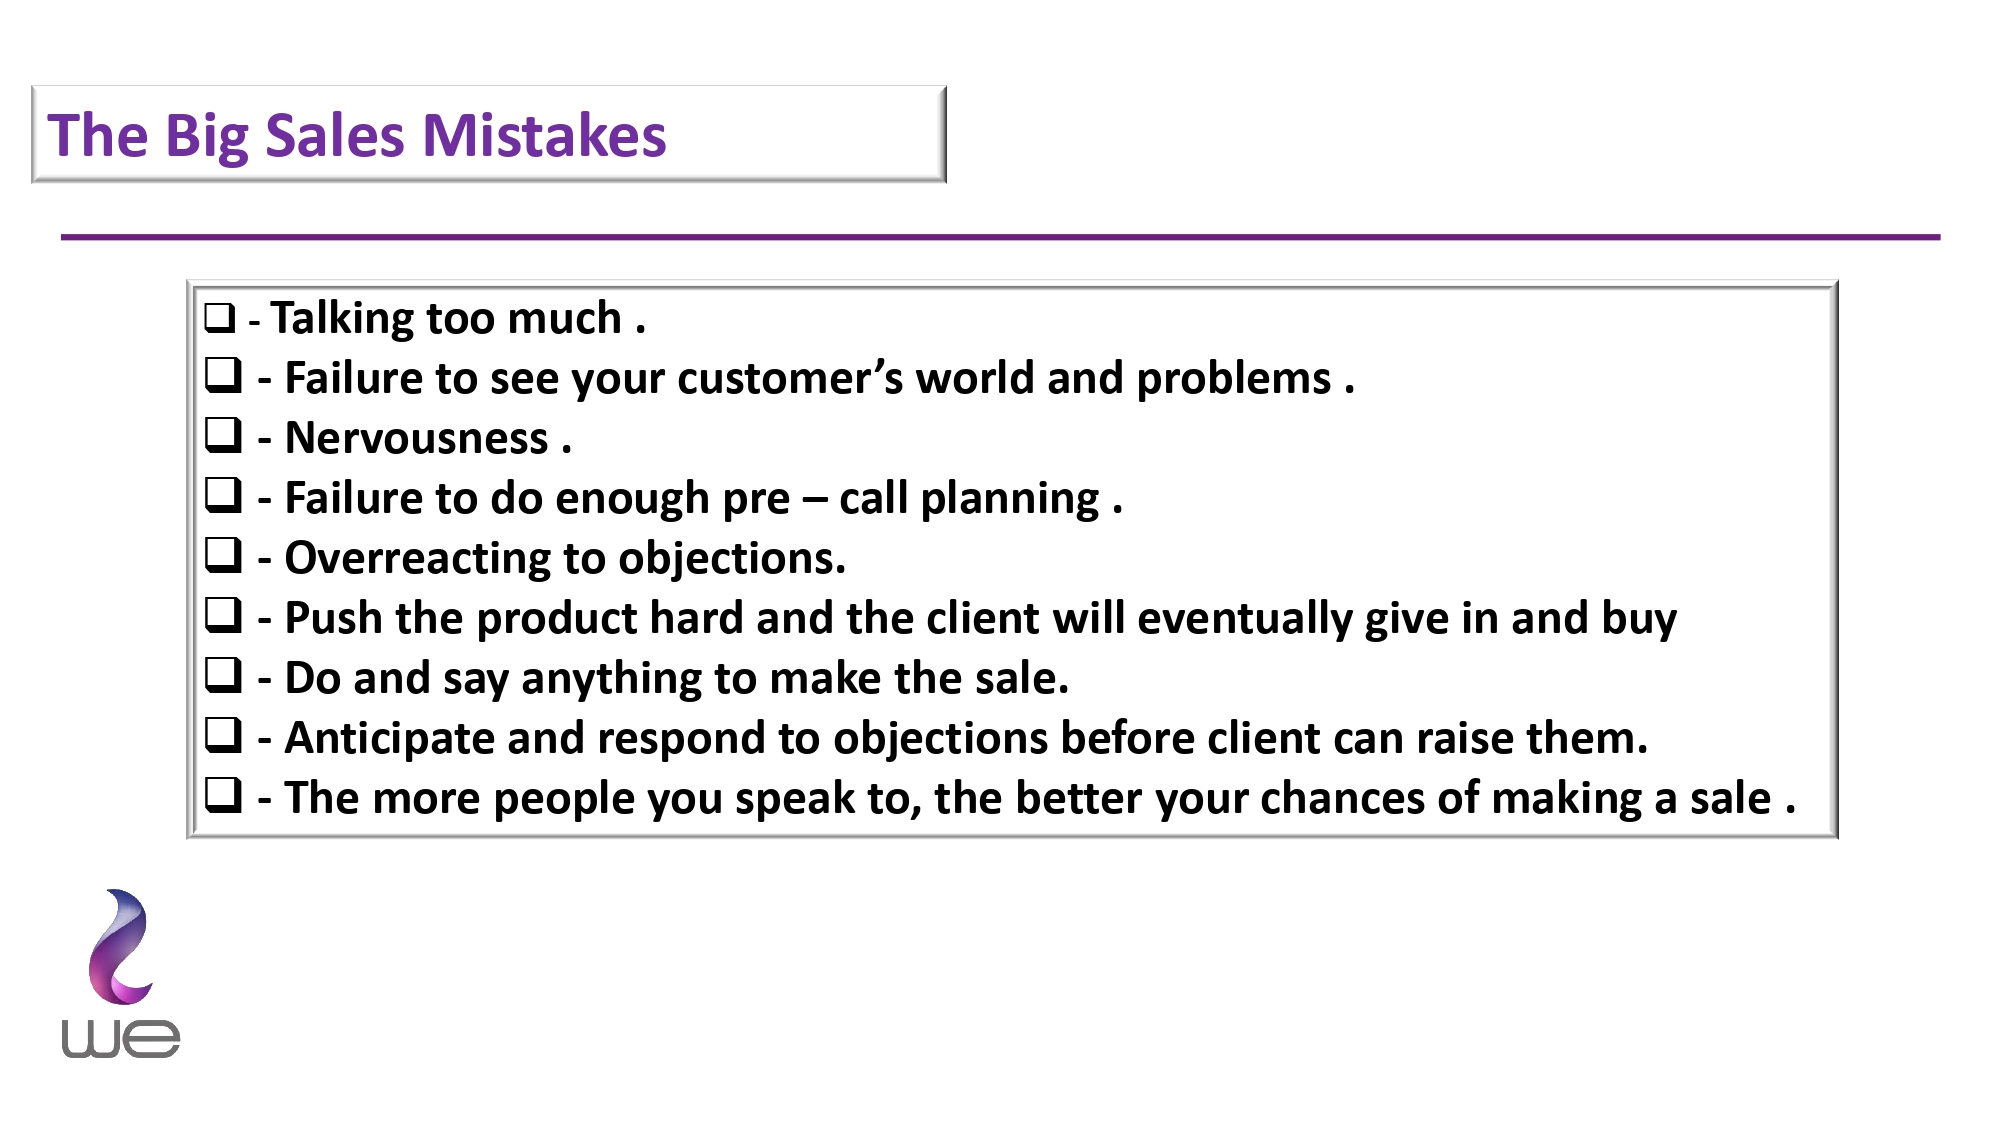 The Big Sales Mistakes
❑ - Talking too much .
❑ - Failure to see your customer’s world and problems .
❑ - Nervousness .
❑ - Failure to do enough pre – call planning .
❑ - Overreacting to objections.
❑ - Push the product hard and the client will eventually give in and buy
❑ - Do and say anything to make the sale.
❑ - Anticipate and respond to objections before client can raise them.
❑ - The more people you speak to, the better your chances of making a sale .
we